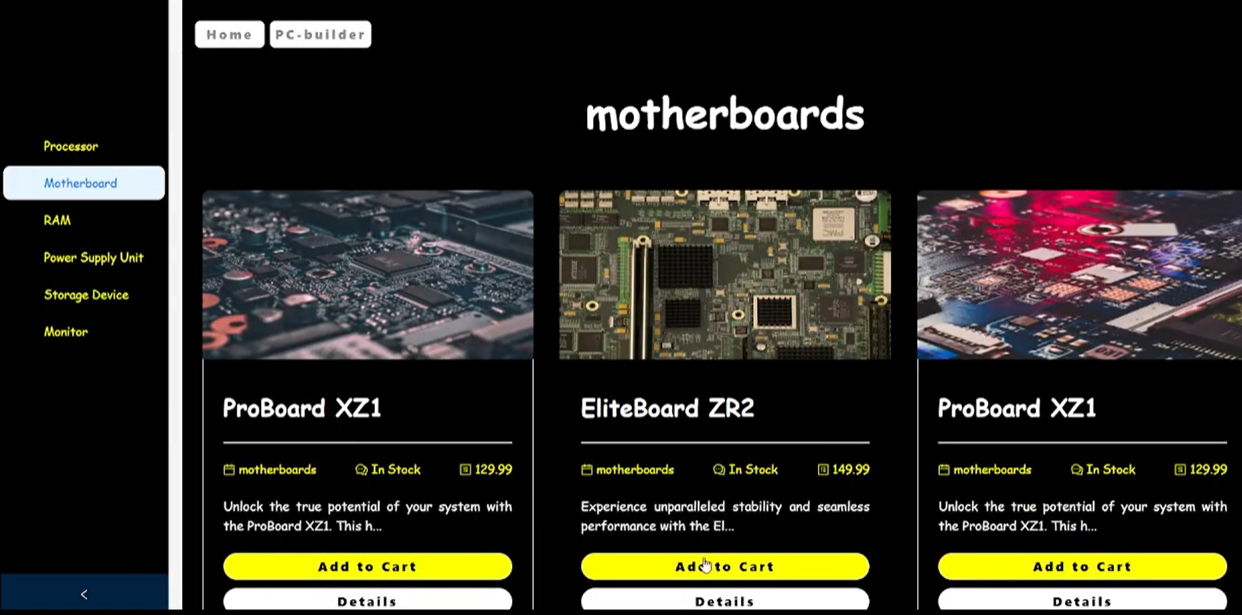 Home PC-builder
motherboards
Processor
Motherboard
RAM
Power Supply Unit
Storage Device
Monitor
ProBoard XZ1
motherboards In Stock 129.99
Unlock the true potential of your system with
the ProBoard XZ1. This h...
Add to Cart
Details
EliteBoard ZR2
motherboards In Stock 149.99
Experience unparalleled stability and seamless
performance with the El...
Add to Cart
Details
ProBoard XZ1
motherboards In Stock 129.99
Unlock the true potential of your system with
the ProBoard XZ1. This h...
Add to Cart
Details
<